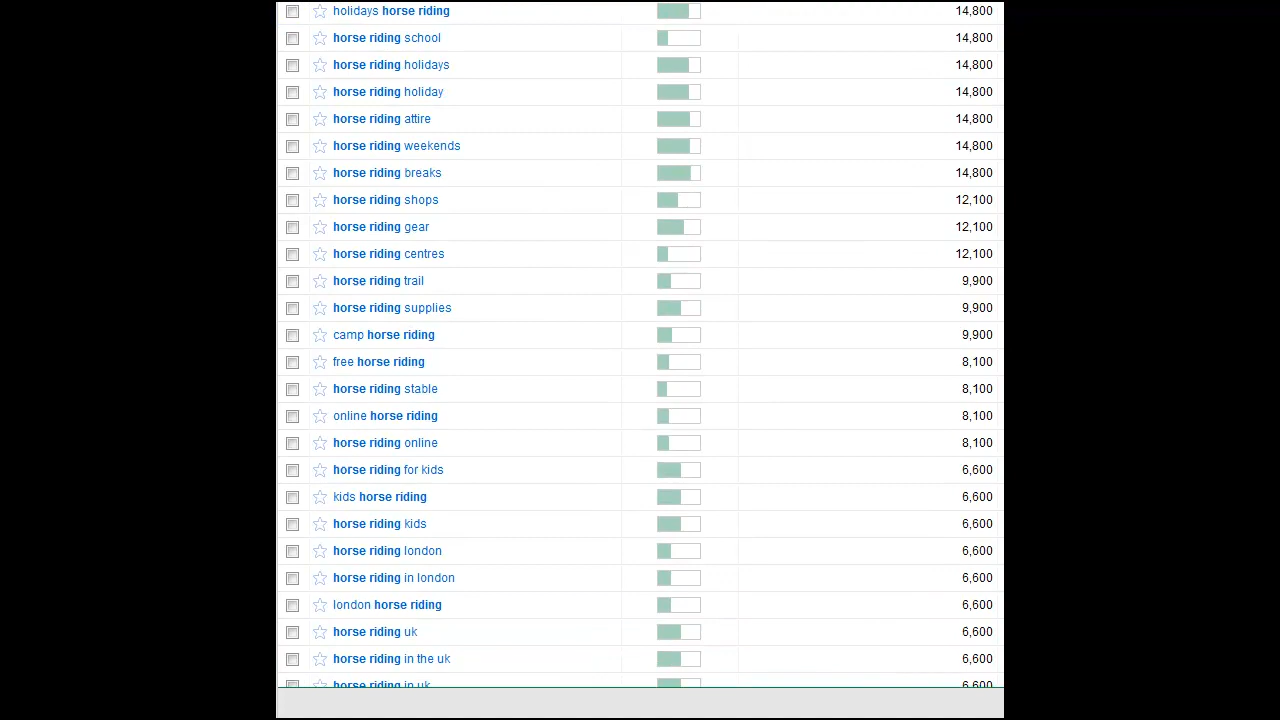 holidays horse riding 14,800
horse riding school 14,800
horse riding holidays 14,800
horse riding holiday 14,800
horse riding attire 14,800
horse riding weekends 14,800
horse riding breaks 14,800
horse riding shops 12,100
horse riding gear 12,100
horse riding centres 12,100
horse riding trail 9,900
horse riding supplies 9,900
camp horse riding 9,900
free horse riding 8,100
horse riding stable 8,100
online horse riding 8,100
horse riding online 8,100
horse riding for kids 6,600
kids horse riding 6,600
horse riding kids 6,600
horse riding london 6,600
horse riding in london 6,600
london horse riding 6,600
horse riding uk 6,600
horse riding in the uk 6,600
horse riding in uk 6,600